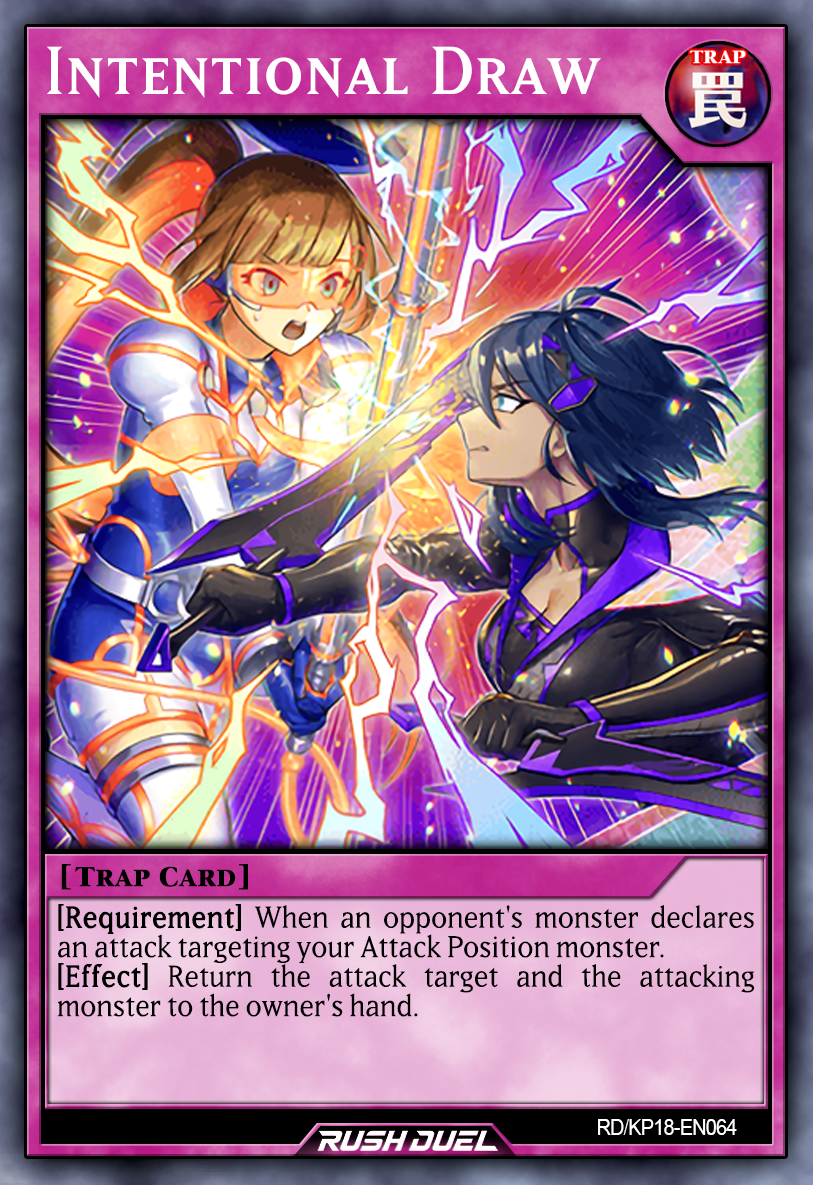 Intentional Draw
TRAP
罠
[Trap Card]
[Requirement] When an opponent's monster declares
an attack targeting your Attack Position monster.
[Effect] Return the attack target and the attacking
monster to the owner's hand.
RD/KP18-EN064
RUSH DUEL